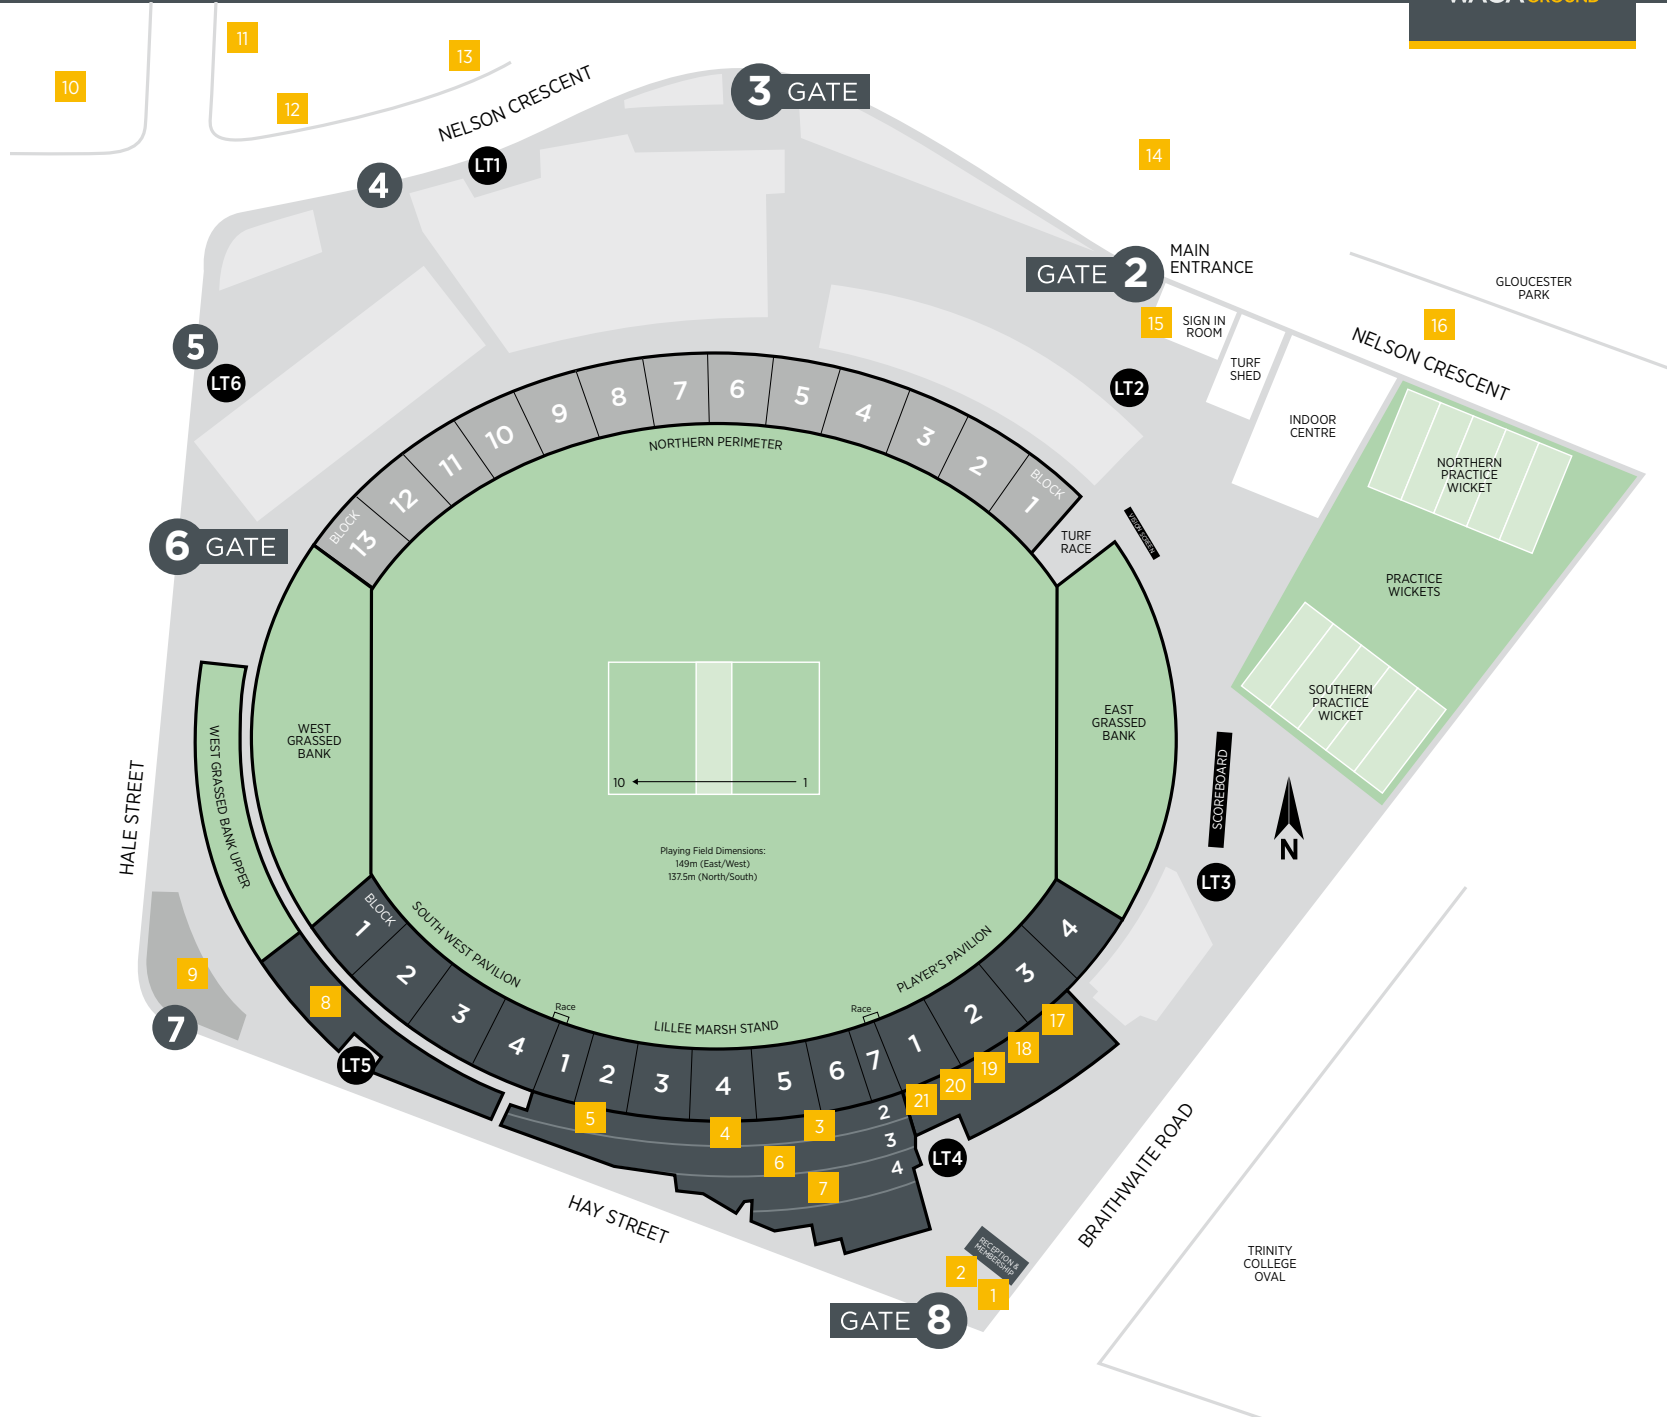 WACA GROUND
11
13
10
12
NELSON CRESCENT
3 GATE
LT1
14
4
MAIN
ENTRANCE
GATE 2
GLOUCESTER
PARK
15
SIGN IN
ROOM
16
NELSON CRESCENT
5
LT6
TURF
SHED
LT2
INDOOR
CENTRE
13
12
11
10
9
8
7
6
5
4
3
2
1
BLOCK
BLOCK
NORTHERN PERIMETER
NORTHERN
PRACTICE
WICKET
6 GATE
TURF
RACE
VISION SCREEN
PRACTICE
WICKETS
SOUTHERN
PRACTICE
WICKET
WEST
GRASSED
BANK
EAST
GRASSED
BANK
WEST GRASSED BANK UPPER
HALE STREET
10
1
SCOREBOARD
N
Playing Field Dimensions:
149m (East/West)
137.5m (North/South)
LT3
BLOCK
1
2
3
4
SOUTH WEST PAVILION
Race
LILLEE MARSH STAND
Race
PLAYER'S PAVILION
1
2
3
4
5
6
7
1
2
3
4
9
8
7
LT5
17
18
19
20
21
5
4
3
6
7
2
3
4
LT4
HAY STREET
BRAITHWAITE ROAD
RECEPTION &
MEMBERSHIP
2
1
GATE 8
TRINITY
COLLEGE
OVAL